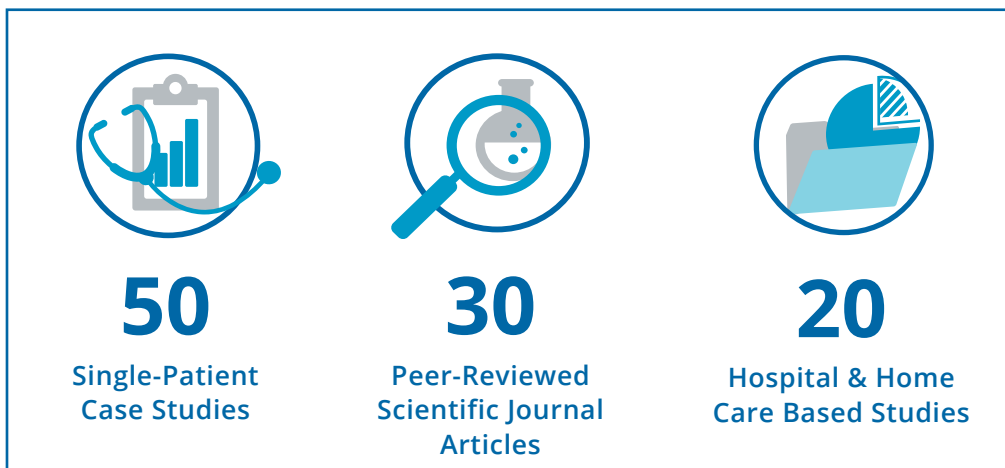 50
Single-Patient
Case Studies
30
Peer-Reviewed
Scientific Journal
Articles
20
Hospital & Home
Care Based Studies